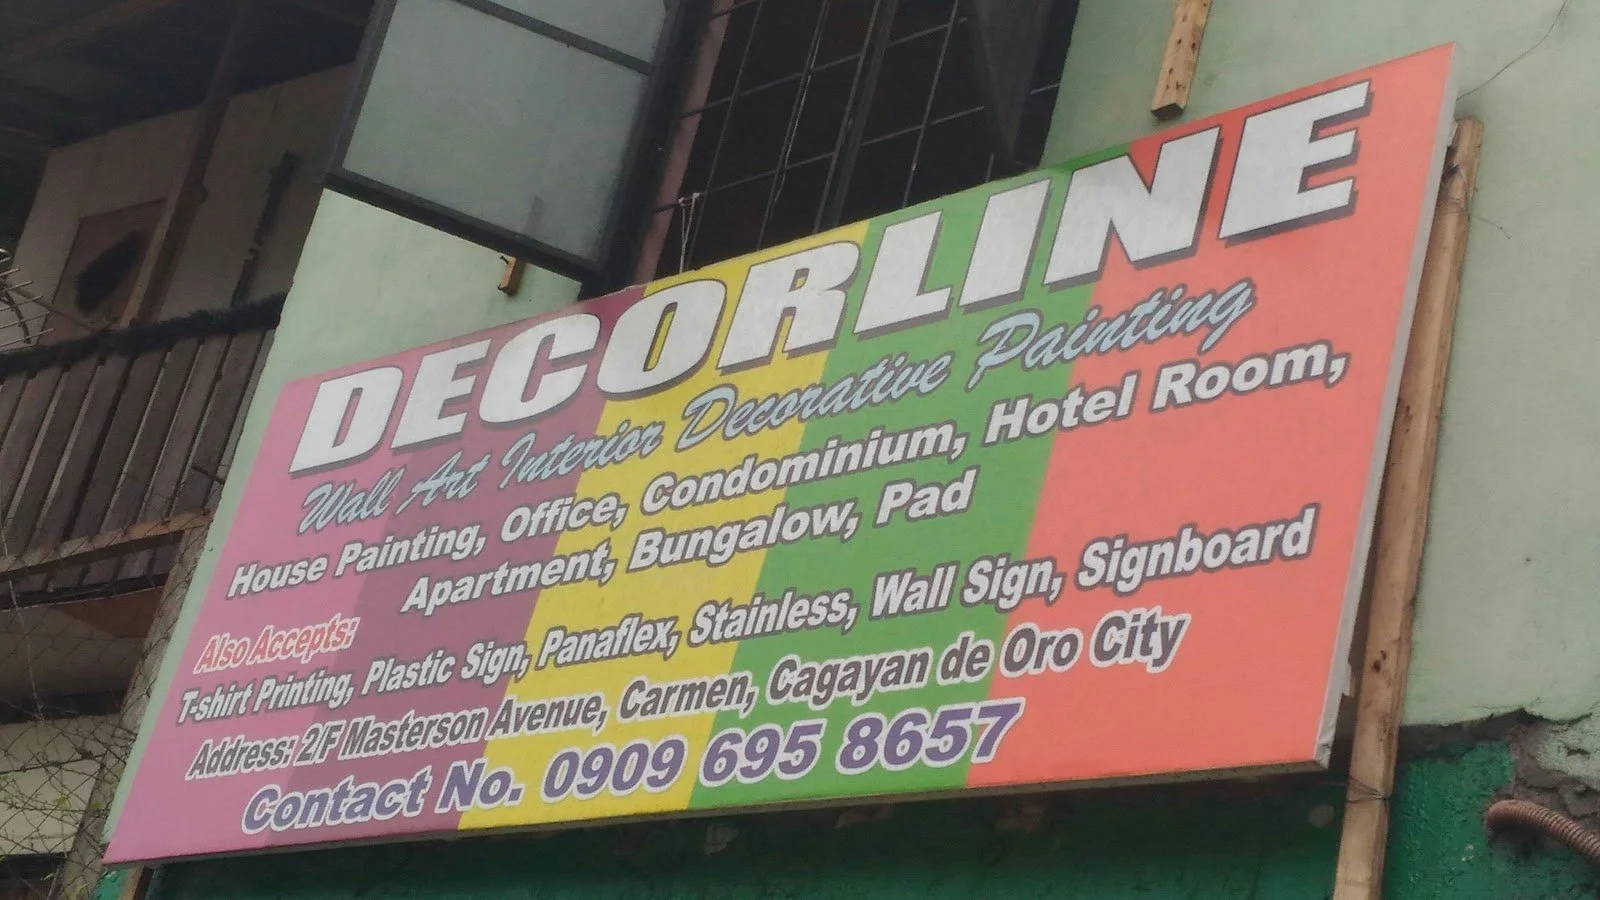 DECORLINE
Wall Art Interior Decorative Painting
House Painting, Office, Condominium, Hotel Room,
Apartment, Bungalow, Pad
Also Accepts:
T-shirt Printing, Plastic Sign, Panaflex, Stainless, Wall Sign, Signboard
Address: 2/F Masterson Avenue, Carmen, Cagayan de Oro City
Contact No. 0909 695 8657